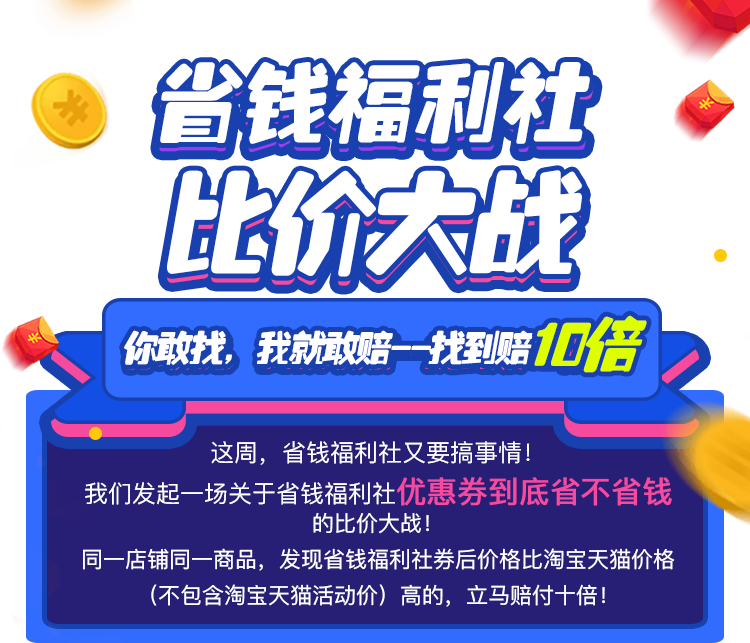 省钱福利社
比价大战
你敢找，我就敢赔——找到赔10倍
这周，省钱福利社又要搞事情！
我们发起一场关于省钱福利社优惠券到底省不省钱
的比价大战！
同一店铺同一商品，发现省钱福利社券后价格比淘宝天猫价格
（不包含淘宝天猫活动价）高的，立马赔付十倍！